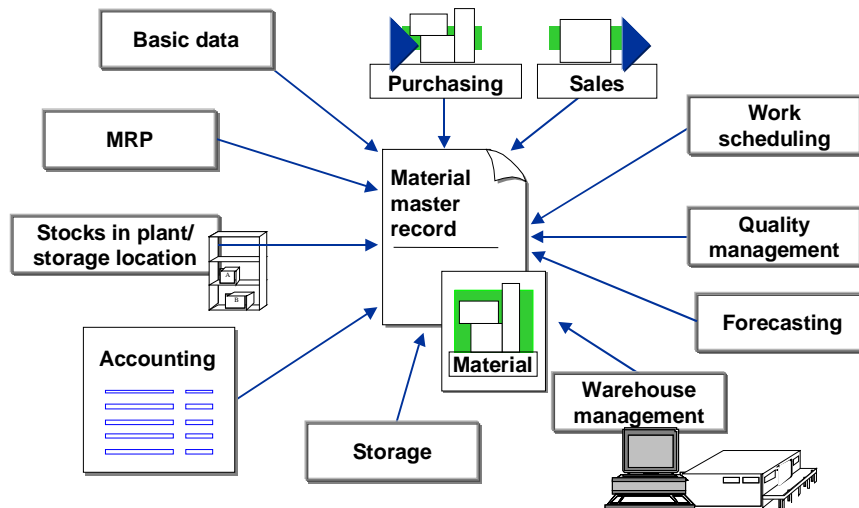 Basic data
Purchasing
Sales
Work
scheduling
MRP
Material
master
record
Stocks in plant/
storage location
A
B
Quality
management
Forecasting
Accounting
Material
Warehouse
management
Storage